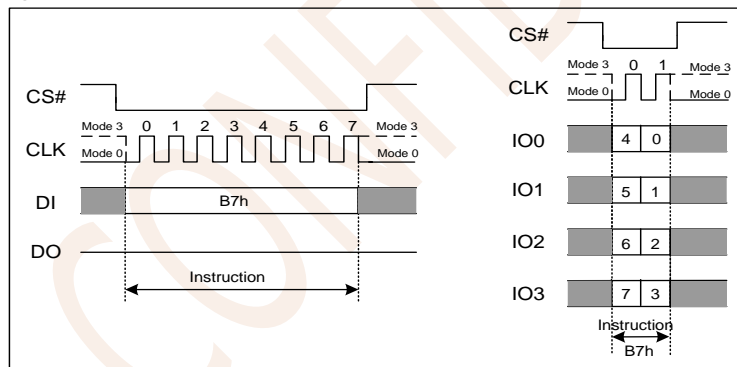 CS#
Mode 3 0 1 2 3 4 5 6 7 Mode 3
CLK Mode 0 Mode 0
DI B7h
DO
Instruction
CS#
Mode 3 0 1 Mode 3
CLK Mode 0 Mode 0
IO0 4 0
IO1 5 1
IO2 6 2
IO3 7 3
Instruction
B7h